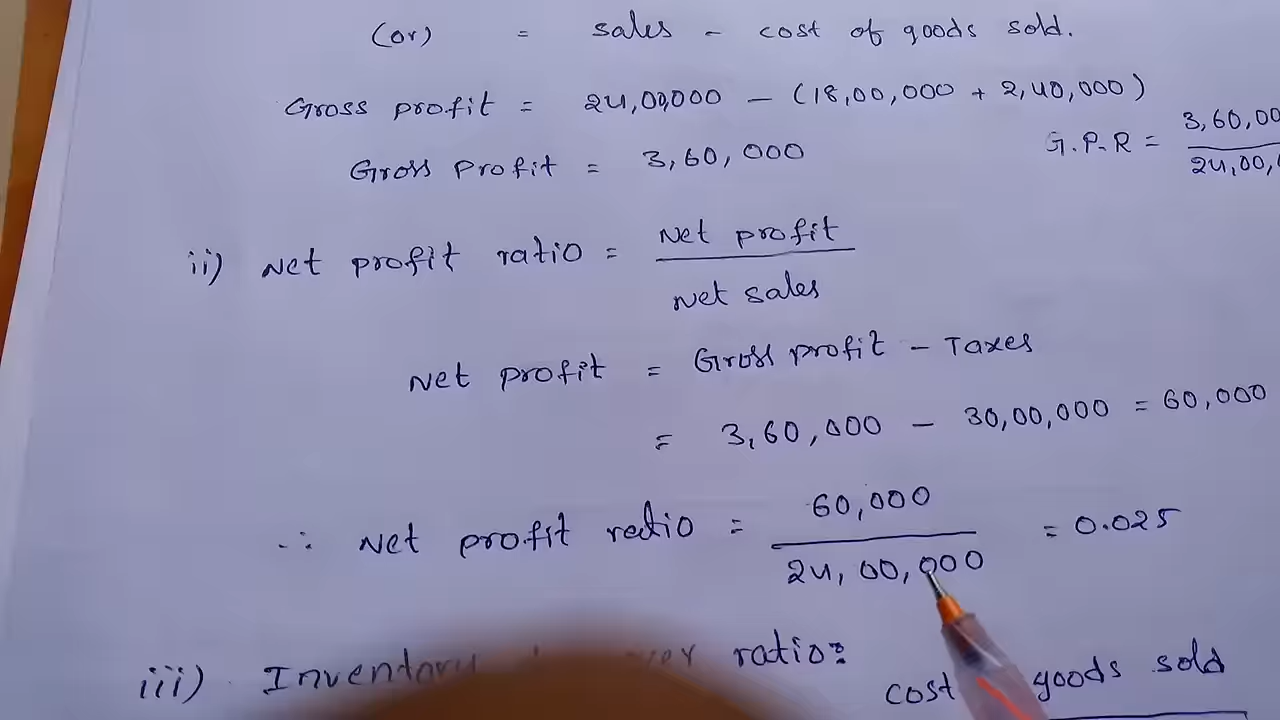 (or) = sales - cost of goods sold.
Gross profit = 24,00,000 - (18,00,000 + 2,40,000)
Gross Profit = 3,60,000
G.P.R = 3,60,00
24,00,
ii) Net profit ratio = Net profit
Net sales
Net profit = Gross profit - Taxes
= 3,60,000 - 30,00,000 = 60,000
∴ Net profit ratio = 60,000 = 0.025
24,00,000
iii) Inventory ratio:
cost goods sold